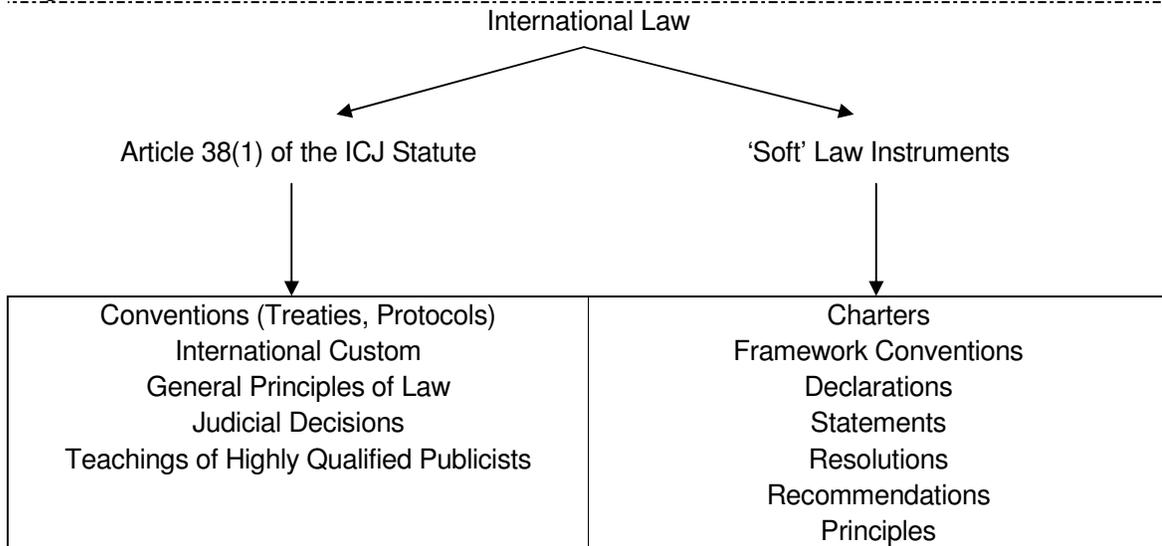 International Law
Article 38(1) of the ICJ Statute
‘Soft’ Law Instruments
Conventions (Treaties, Protocols)
International Custom
General Principles of Law
Judicial Decisions
Teachings of Highly Qualified Publicists
Charters
Framework Conventions
Declarations
Statements
Resolutions
Recommendations
Principles